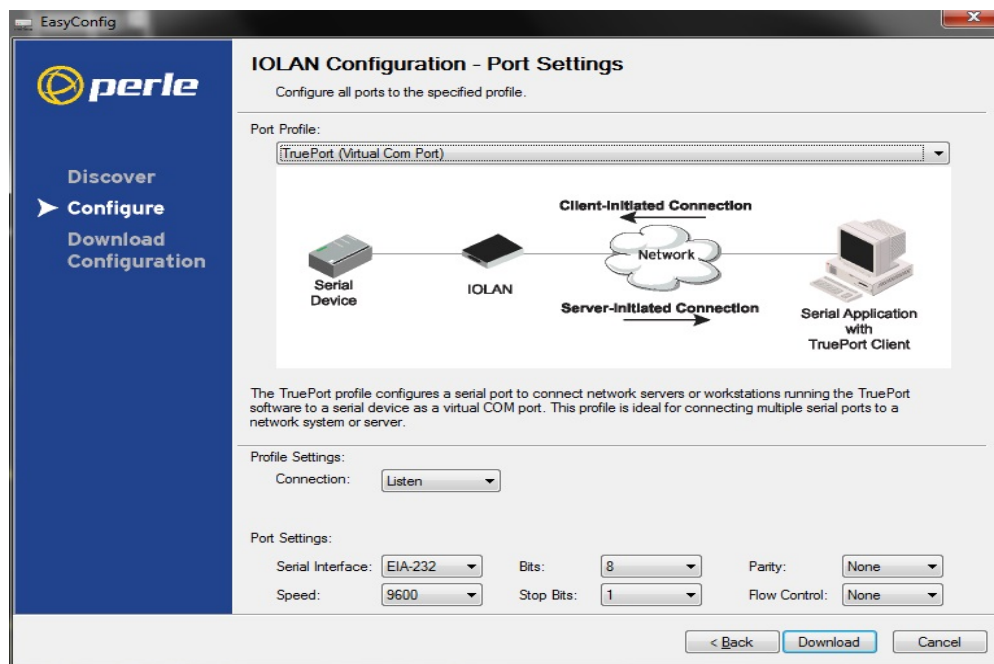 EasyConfig
perle
Discover
Configure
Download
Configuration
IOLAN Configuration - Port Settings
Configure all ports to the specified profile.
Port Profile:
TruePort (Virtual Com Port)
Client-Initiated Connection
Network
Serial
Device
IOLAN
Server-Initiated Connection
Serial Application
with
TruePort Client
The TruePort profile configures a serial port to connect network servers or workstations running the TruePort
software to a serial device as a virtual COM port. This profile is ideal for connecting multiple serial ports to a
network system or server.
Profile Settings:
Connection: Listen
Port Settings:
Serial Interface: EIA-232 Bits: 8 Parity: None
Speed: 9600 Stop Bits: 1 Flow Control: None
< Back Download Cancel